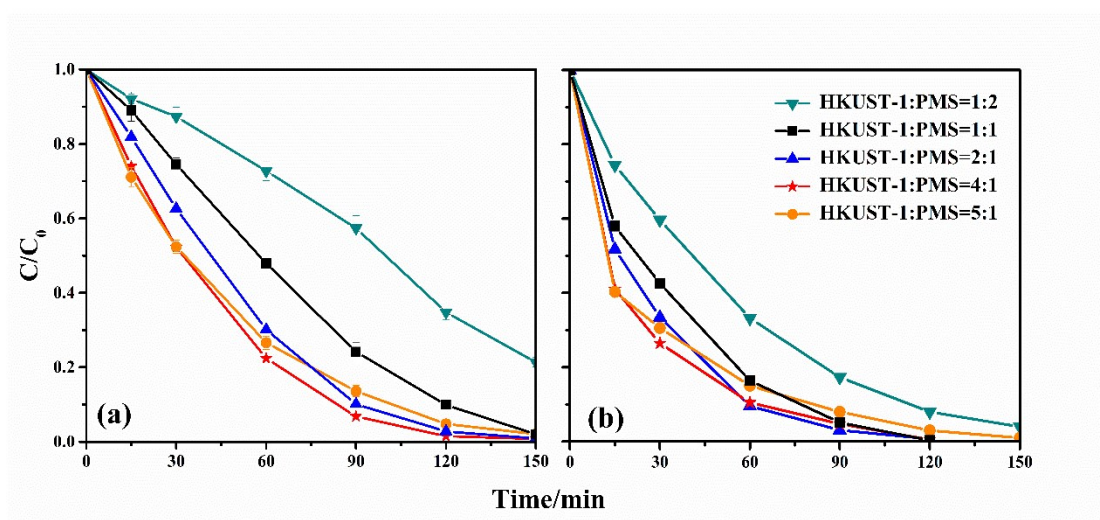 C/C0
1.0
0.8
0.6
0.4
0.2
0.0
(a)
0 30 60 90 120 150
HKUST-1:PMS=1:2
HKUST-1:PMS=1:1
HKUST-1:PMS=2:1
HKUST-1:PMS=4:1
HKUST-1:PMS=5:1
(b)
0 30 60 90 120 150
Time/min